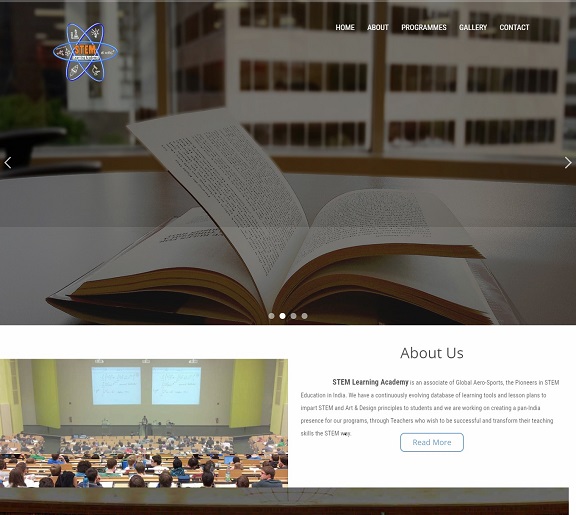 HOME ABOUT PROGRAMMES GALLERY CONTACT
STEM
About Us
STEM Learning Academy is an associate of Global Aero-Sports, the Pioneers in STEM
Education in India. We have a continuously evolving database of learning tools and lesson plans to
impart STEM and Art & Design principles to students and we are working on creating a pan-India
presence for our programs, through Teachers who wish to be successful and transform their teaching
skills the STEM way.
Read More